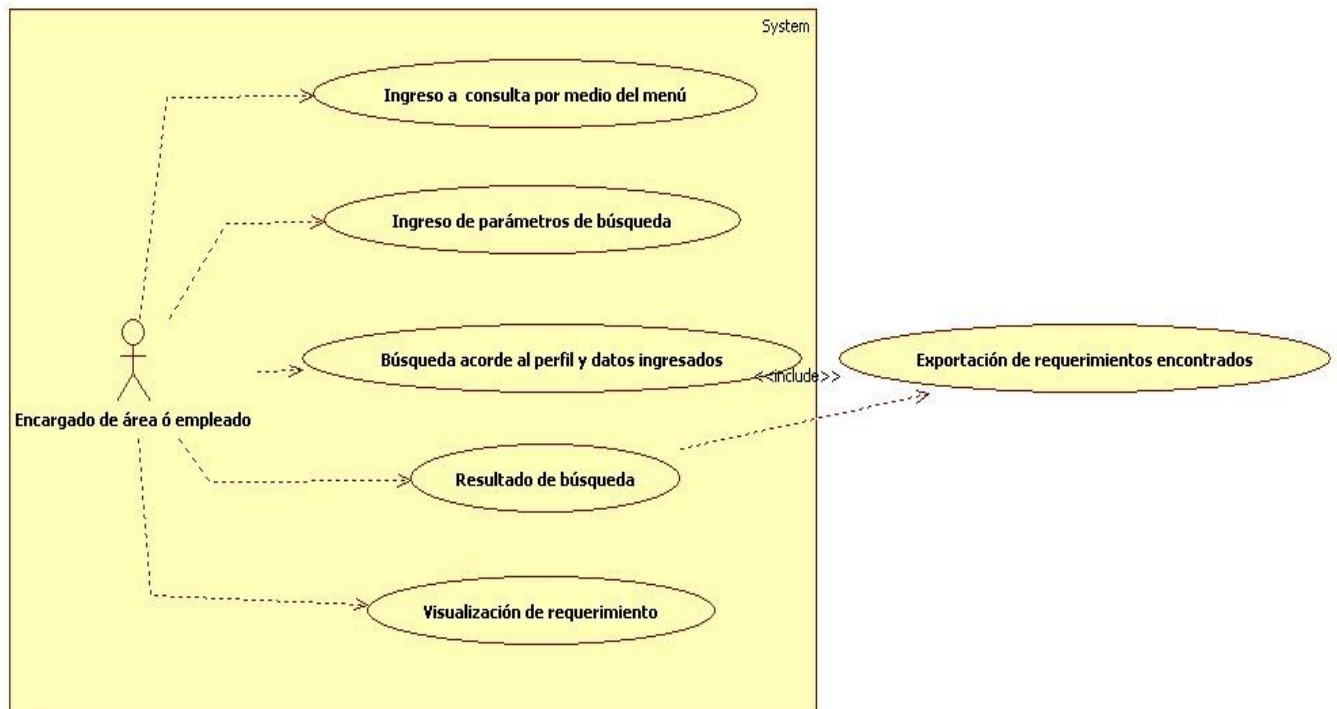 System
Ingreso a consulta por medio del menú
Ingreso de parámetros de búsqueda
Búsqueda acorde al perfil y datos ingresados
<<include>>
Exportación de requerimientos encontrados
Encargado de área ó empleado
Resultado de búsqueda
Visualización de requerimiento